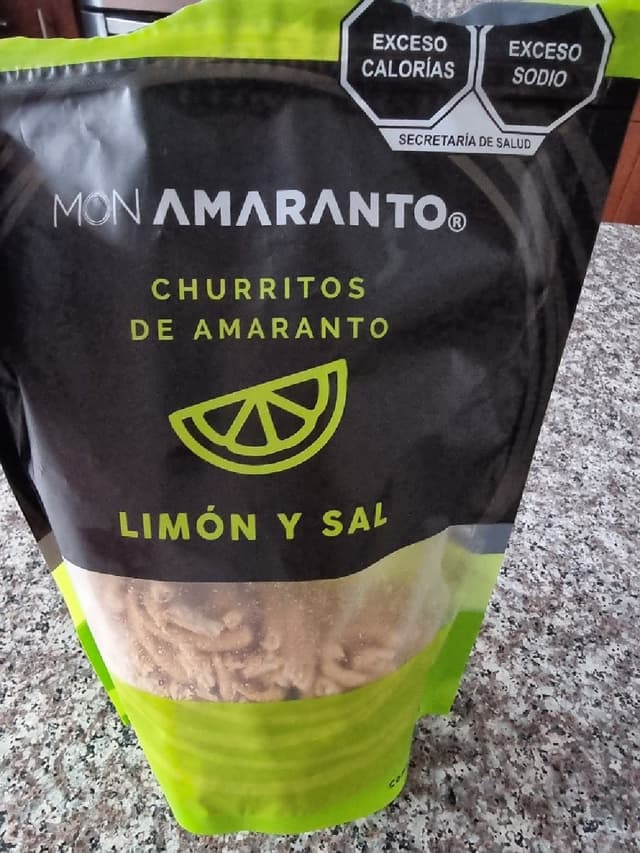 EXCESO
CALORÍAS
EXCESO
SODIO
SECRETARÍA DE SALUD
MON AMARANTO®
CHURRITOS
DE AMARANTO
LIMÓN Y SAL